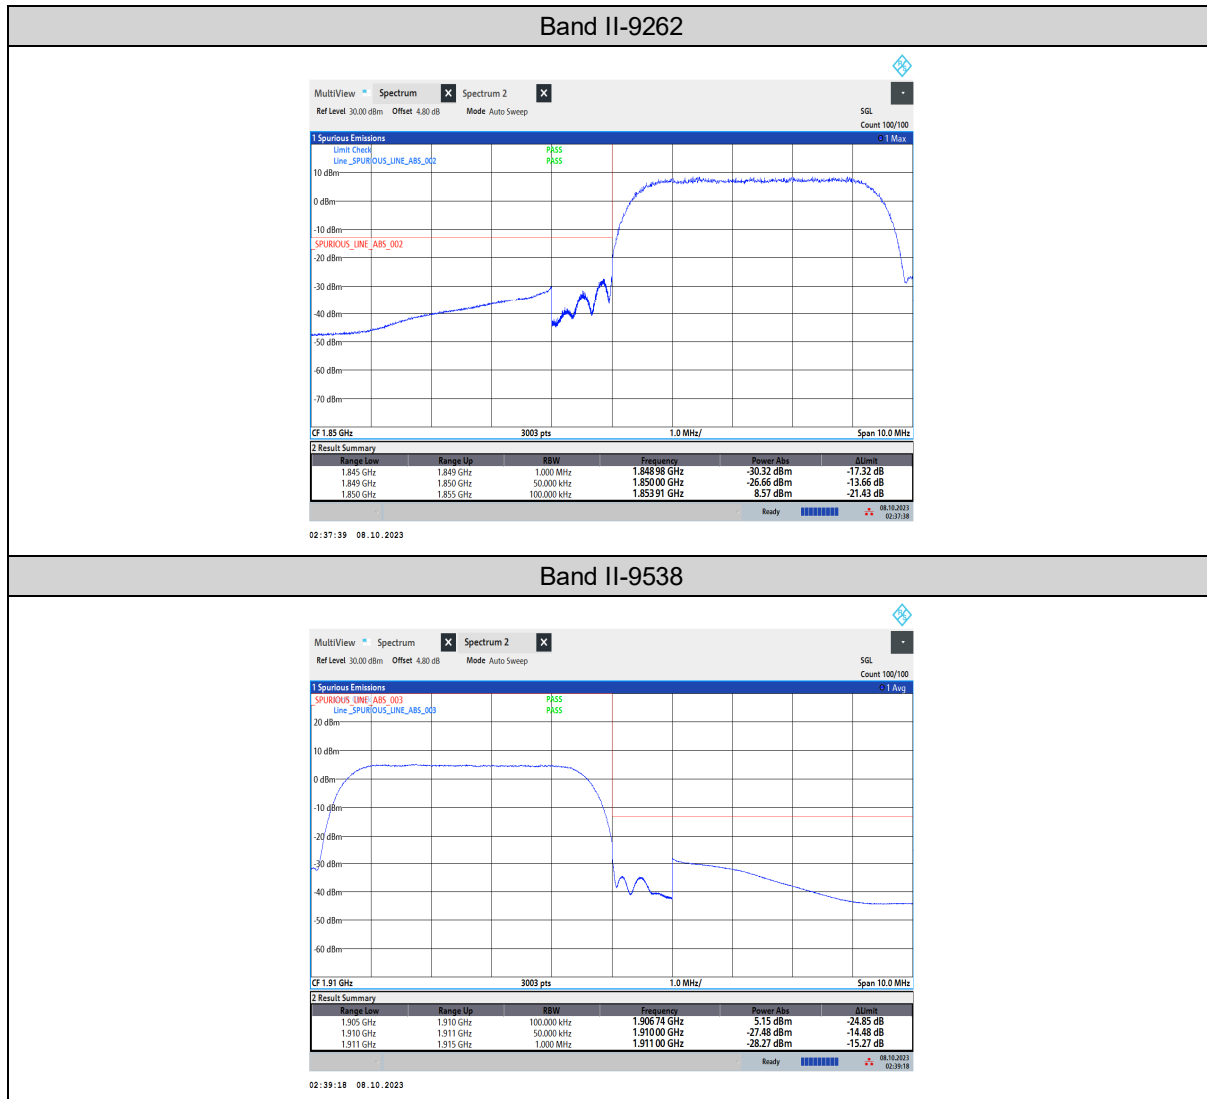 Band II-9262
MultiView Spectrum X Spectrum 2 X
Ref Level 30.00 dBm Offset 4.80 dB Mode Auto Sweep SGL
Count 100/100
1 Spurious Emissions 1 Max
Limit Check PASS
Line _SPURIOUS_LINE_ABS_002 PASS
10 dBm
0 dBm
-10 dBm
_SPURIOUS_LINE_ABS_002
-20 dBm
-30 dBm
-40 dBm
-50 dBm
-60 dBm
-70 dBm
CF 1.85 GHz 3003 pts 1.0 MHz/ Span 10.0 MHz
2 Result Summary
Range Low Range Up RBW Frequency Power Abs ΔLimit
1.845 GHz 1.849 GHz 1.000 MHz 1.84898 GHz -30.32 dBm -17.32 dB
1.849 GHz 1.850 GHz 50.000 kHz 1.85000 GHz -26.66 dBm -13.66 dB
1.850 GHz 1.855 GHz 100.000 kHz 1.85391 GHz 8.57 dBm -21.43 dB
Ready 08.10.2023
02:37:38
02:37:39 08.10.2023
Band II-9538
MultiView Spectrum X Spectrum 2 X
Ref Level 30.00 dBm Offset 4.80 dB Mode Auto Sweep SGL
Count 100/100
1 Spurious Emissions 1 Avg
_SPURIOUS_LINE_ABS_003 PASS
Line _SPURIOUS_LINE_ABS_003 PASS
20 dBm
10 dBm
0 dBm
-10 dBm
-20 dBm
-30 dBm
-40 dBm
-50 dBm
-60 dBm
CF 1.91 GHz 3003 pts 1.0 MHz/ Span 10.0 MHz
2 Result Summary
Range Low Range Up RBW Frequency Power Abs ΔLimit
1.905 GHz 1.910 GHz 100.000 kHz 1.90674 GHz 5.15 dBm -24.85 dB
1.910 GHz 1.911 GHz 50.000 kHz 1.91000 GHz -27.48 dBm -14.48 dB
1.911 GHz 1.915 GHz 1.000 MHz 1.91100 GHz -28.27 dBm -15.27 dB
Ready 08.10.2023
02:39:18
02:39:18 08.10.2023